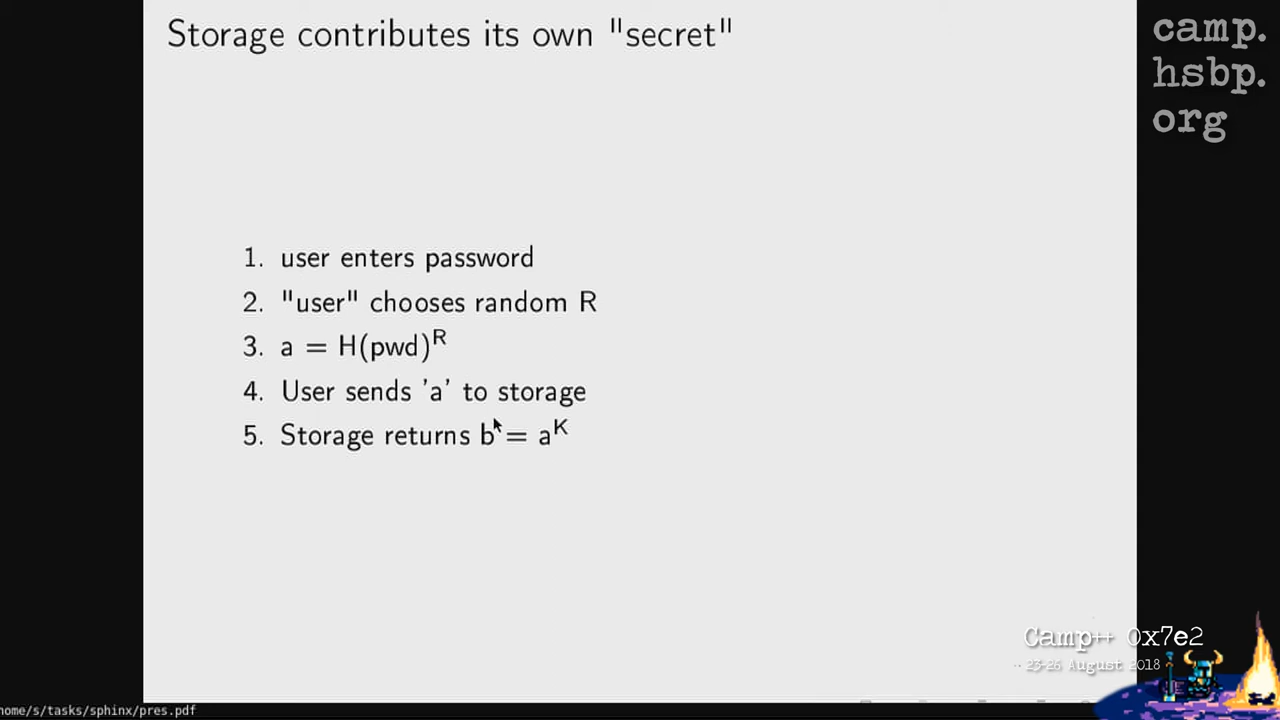 Storage contributes its own "secret"
camp.
hsbp.
org
1. user enters password
2. "user" chooses random R
3. a = H(pwd)^R
4. User sends 'a' to storage
5. Storage returns b = a^K
Camp++ 0x7e2
23-26 August 2018
home/s/tasks/sphinx/pres.pdf